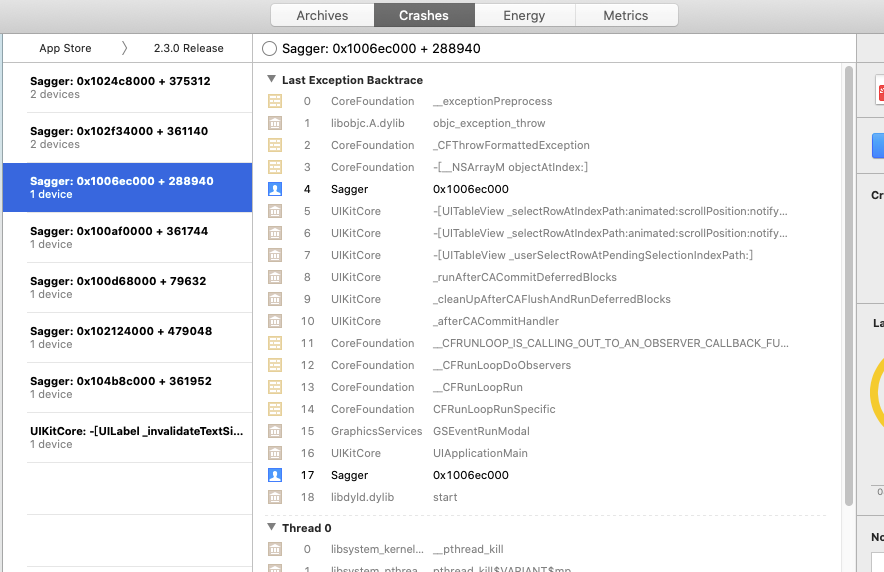 Archives Crashes Energy Metrics
App Store 2.3.0 Release
Sagger: 0x1006ec000 + 288940
Sagger: 0x1024c8000 + 375312
2 devices
Sagger: 0x102f34000 + 361140
2 devices
Sagger: 0x1006ec000 + 288940
1 device
Sagger: 0x100af0000 + 361744
1 device
Sagger: 0x100d68000 + 79632
1 device
Sagger: 0x102124000 + 479048
1 device
Sagger: 0x104b8c000 + 361952
1 device
UIKitCore: -[UILabel _invalidateTextSi...
1 device
Last Exception Backtrace
0 CoreFoundation __exceptionPreprocess
1 libobjc.A.dylib objc_exception_throw
2 CoreFoundation _CFThrowFormattedException
3 CoreFoundation -[__NSArrayM objectAtIndex:]
4 Sagger 0x1006ec000
5 UIKitCore -[UITableView _selectRowAtIndexPath:animated:scrollPosition:notify...
6 UIKitCore -[UITableView _selectRowAtIndexPath:animated:scrollPosition:notify...
7 UIKitCore -[UITableView _userSelectRowAtPendingSelectionIndexPath:]
8 UIKitCore _runAfterCACommitDeferredBlocks
9 UIKitCore _cleanUpAfterCAFlushAndRunDeferredBlocks
10 UIKitCore _afterCACommitHandler
11 CoreFoundation __CFRUNLOOP_IS_CALLING_OUT_TO_AN_OBSERVER_CALLBACK_FU...
12 CoreFoundation __CFRunLoopDoObservers
13 CoreFoundation __CFRunLoopRun
14 CoreFoundation CFRunLoopRunSpecific
15 GraphicsServices GSEventRunModal
16 UIKitCore UIApplicationMain
17 Sagger 0x1006ec000
18 libdyld.dylib start
Thread 0
0 libsystem_kernel... __pthread_kill
1 libsystem_pthrea... pthread_kill$VARIANT$mp
Cr
La
0
No